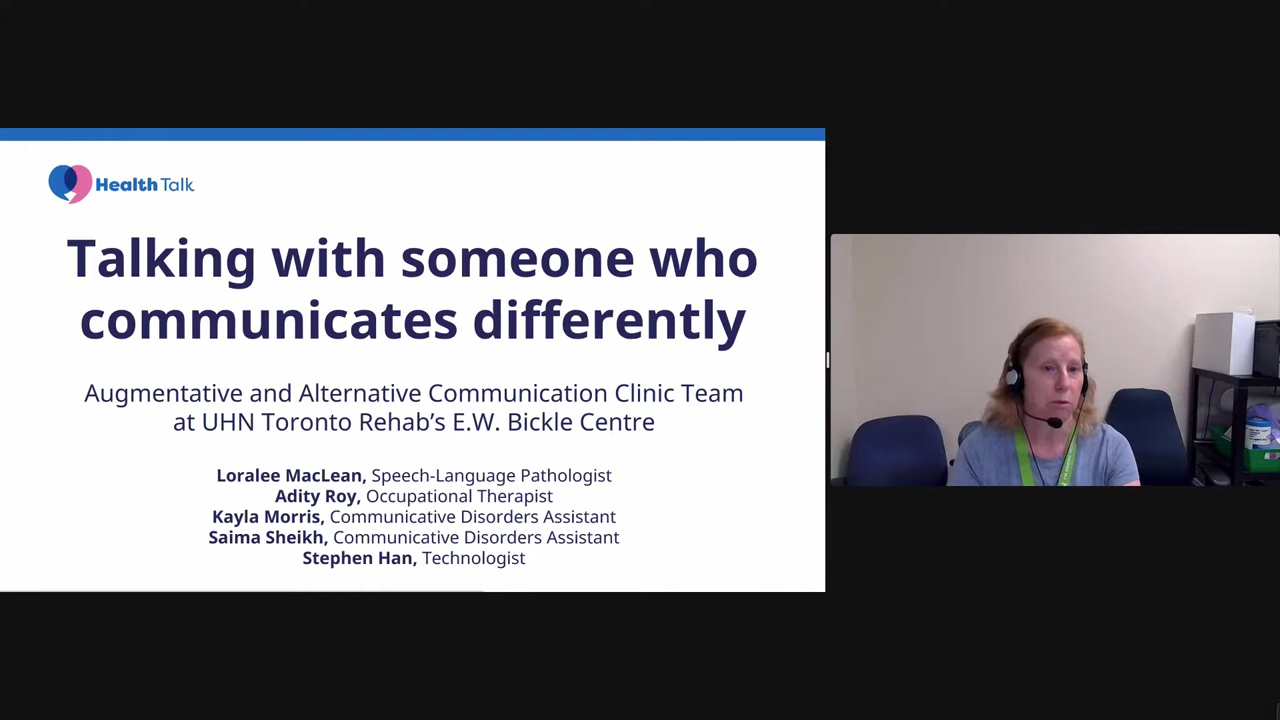 Health Talk
Talking with someone who
communicates differently
Augmentative and Alternative Communication Clinic Team
at UHN Toronto Rehab’s E.W. Bickle Centre
Loralee MacLean, Speech-Language Pathologist
Adity Roy, Occupational Therapist
Kayla Morris, Communicative Disorders Assistant
Saima Sheikh, Communicative Disorders Assistant
Stephen Han, Technologist